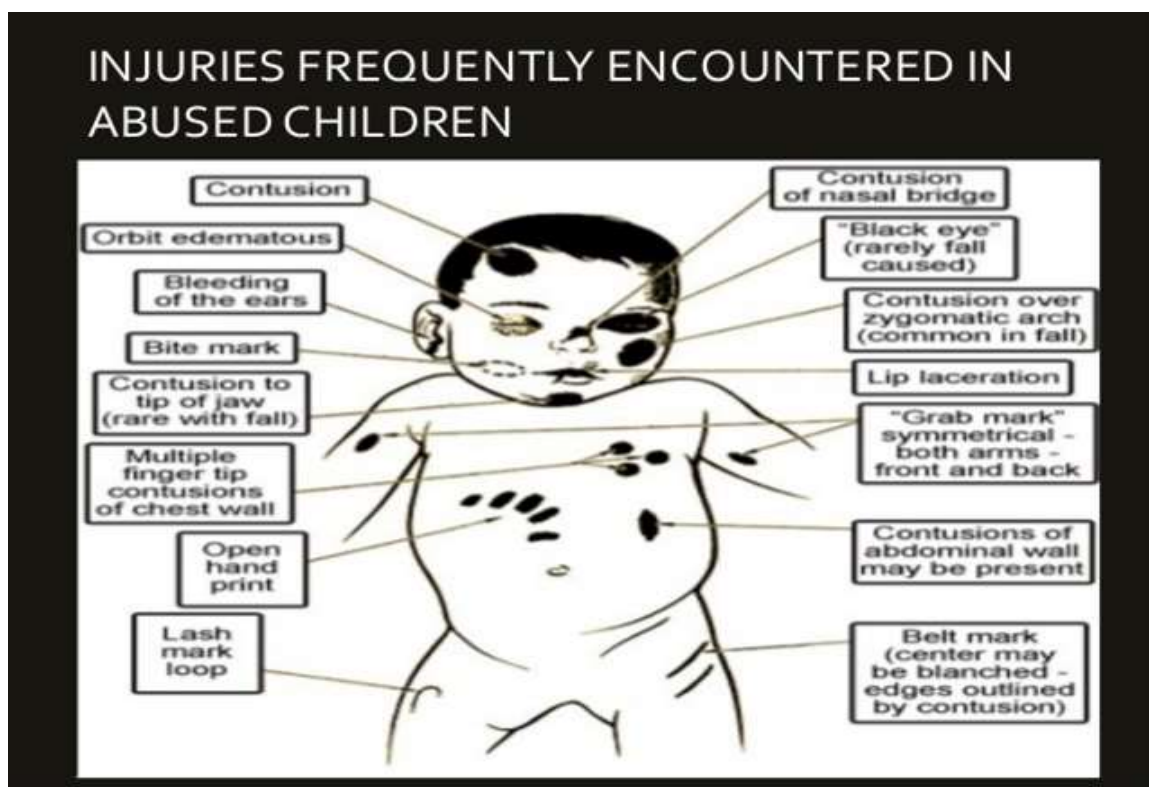 INJURIES FREQUENTLY ENCOUNTERED IN
ABUSED CHILDREN
Contusion
Orbit edematous
Bleeding
of the ears
Bite mark
Contusion to
tip of jaw
(rare with fall)
Multiple
finger tip
contusions
of chest wall
Open
hand
print
Lash
mark
loop
Contusion
of nasal bridge
"Black eye"
(rarely fall
caused)
Contusion over
zygomatic arch
(common in fall)
Lip laceration
"Grab mark"
symmetrical -
both arms -
front and back
Contusions of
abdominal wall
may be present
Belt mark
(center may
be blanched -
edges outlined
by contusion)